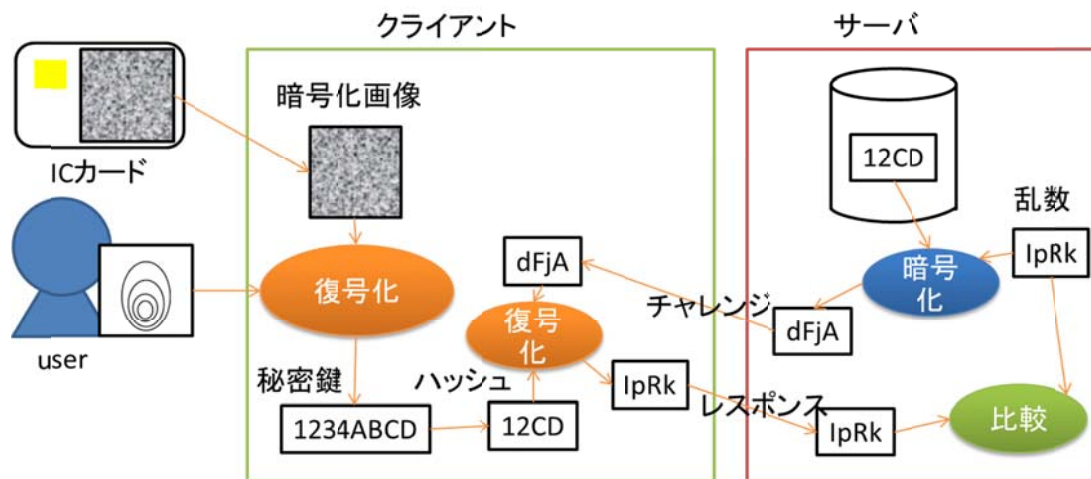 クライアント
サーバ
暗号化画像
ICカード
12CD
乱数
dFjA
IpRk
復号化
暗号
化
チャレンジ
dFjA
user
復号
化
秘密鍵
ハッシュ
IpRk
レスポンス
1234ABCD
12CD
IpRk
比較